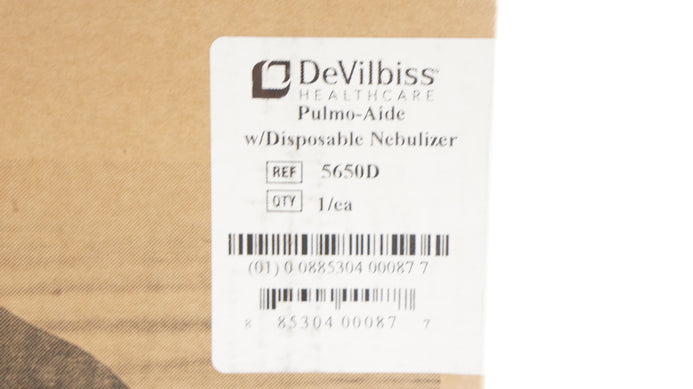 DeVilbiss®
HEALTHCARE
Pulmo-Aide
w/Disposable Nebulizer
REF 5650D
QTY 1/ea
(01) 0 0885304 00087 7
8 85304 00087 7